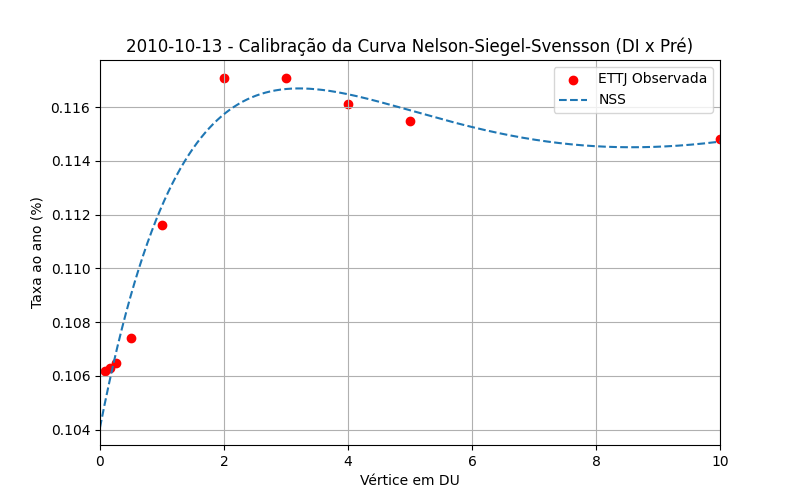 2010-10-13 - Calibração da Curva Nelson-Siegel-Svensson (DI x Pré)
ETTJ Observada
NSS
Taxa ao ano (%)
0.116
0.114
0.112
0.110
0.108
0.106
0.104
0 2 4 6 8 10
Vértice em DU